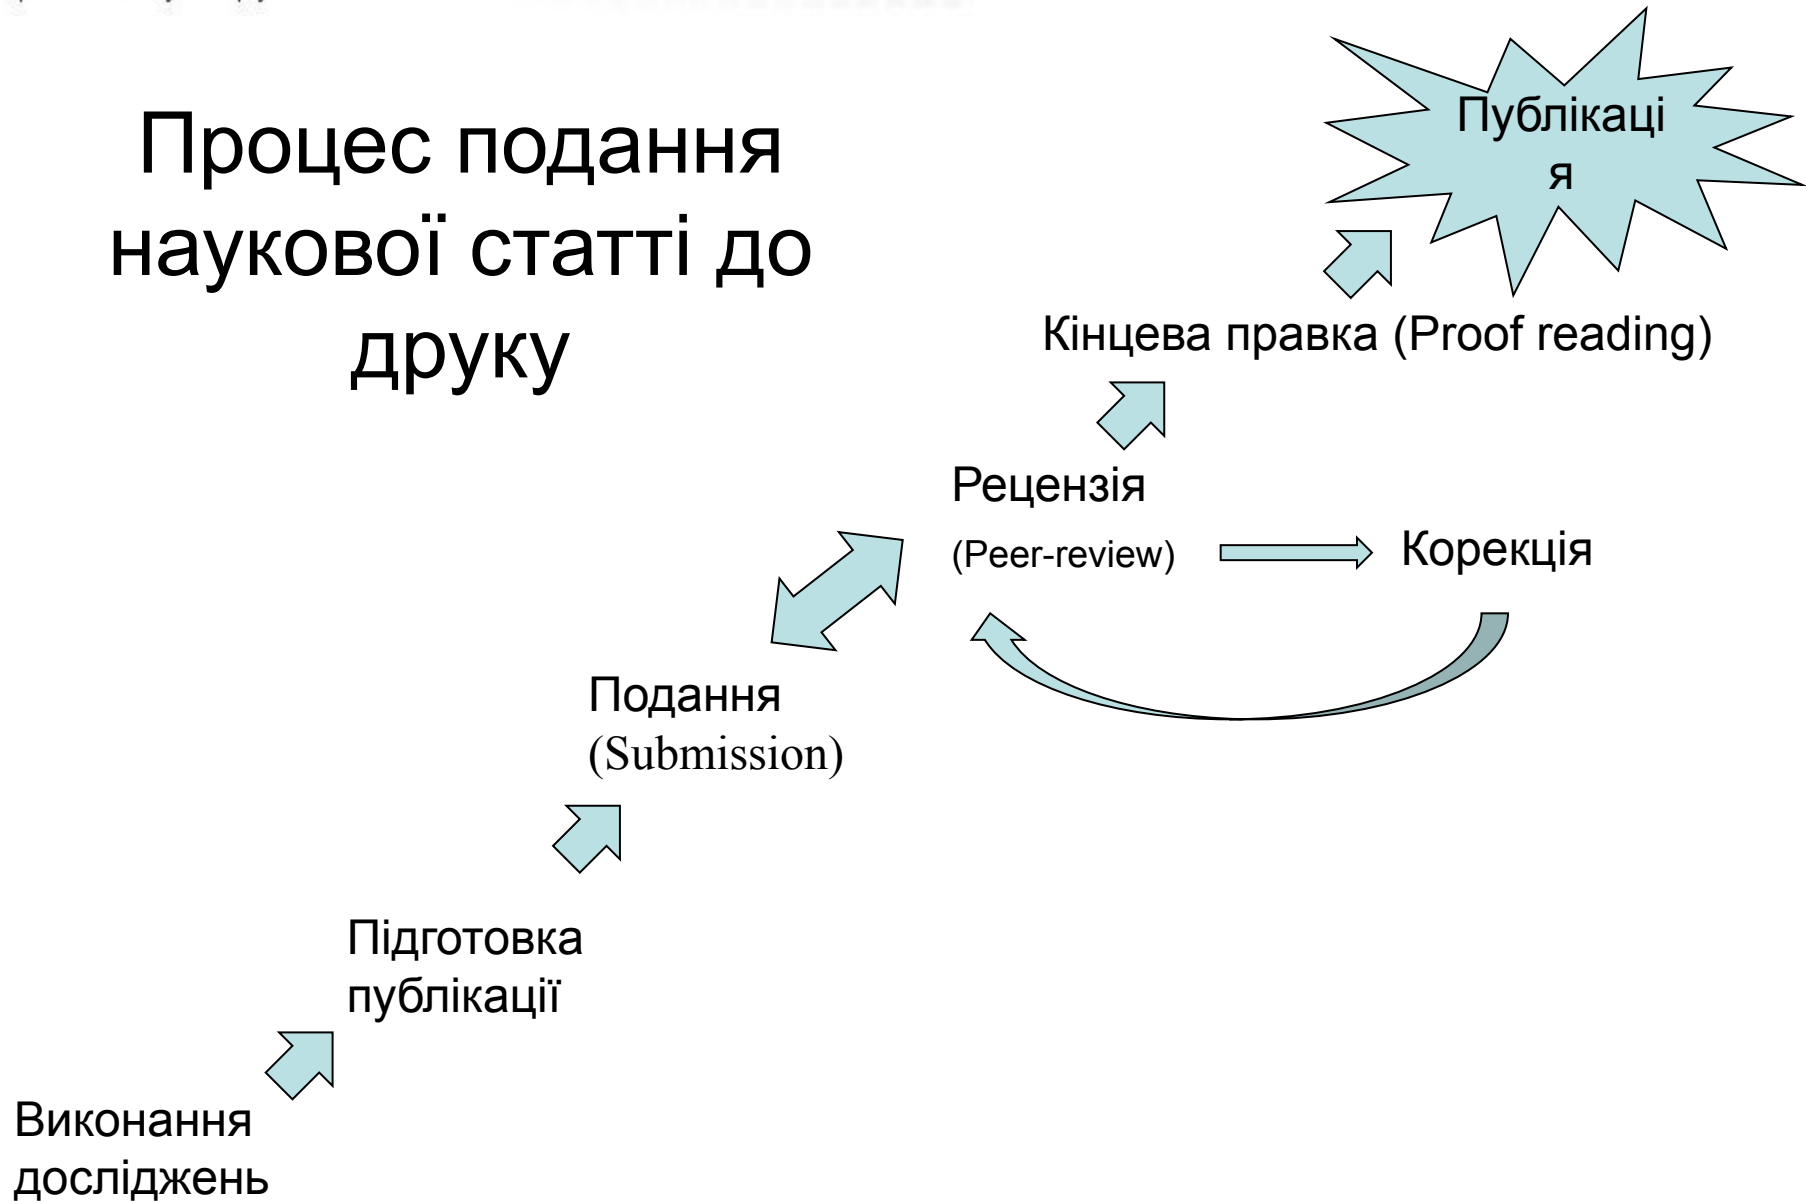 Процес подання
наукової статті до
друку
Публікаці
я
Кінцева правка (Proof reading)
Рецензія
(Peer-review)
Корекція
Подання
(Submission)
Підготовка
публікації
Виконання
досліджень